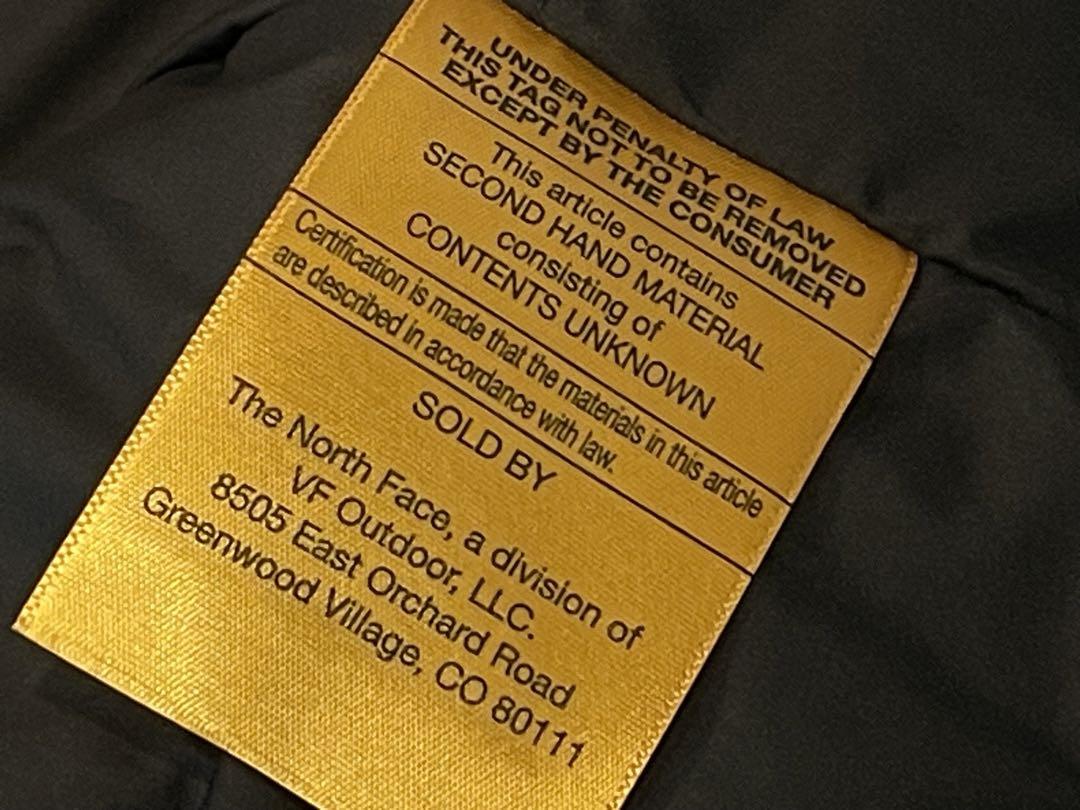 UNDER PENALTY OF LAW
THIS TAG NOT TO BE REMOVED
EXCEPT BY THE CONSUMER
This article contains
SECOND HAND MATERIAL
consisting of
CONTENTS UNKNOWN
Certification is made that the materials in this article
are described in accordance with law.
SOLD BY
The North Face, a division of
VF Outdoor, LLC.
8505 East Orchard Road
Greenwood Village, CO 80111